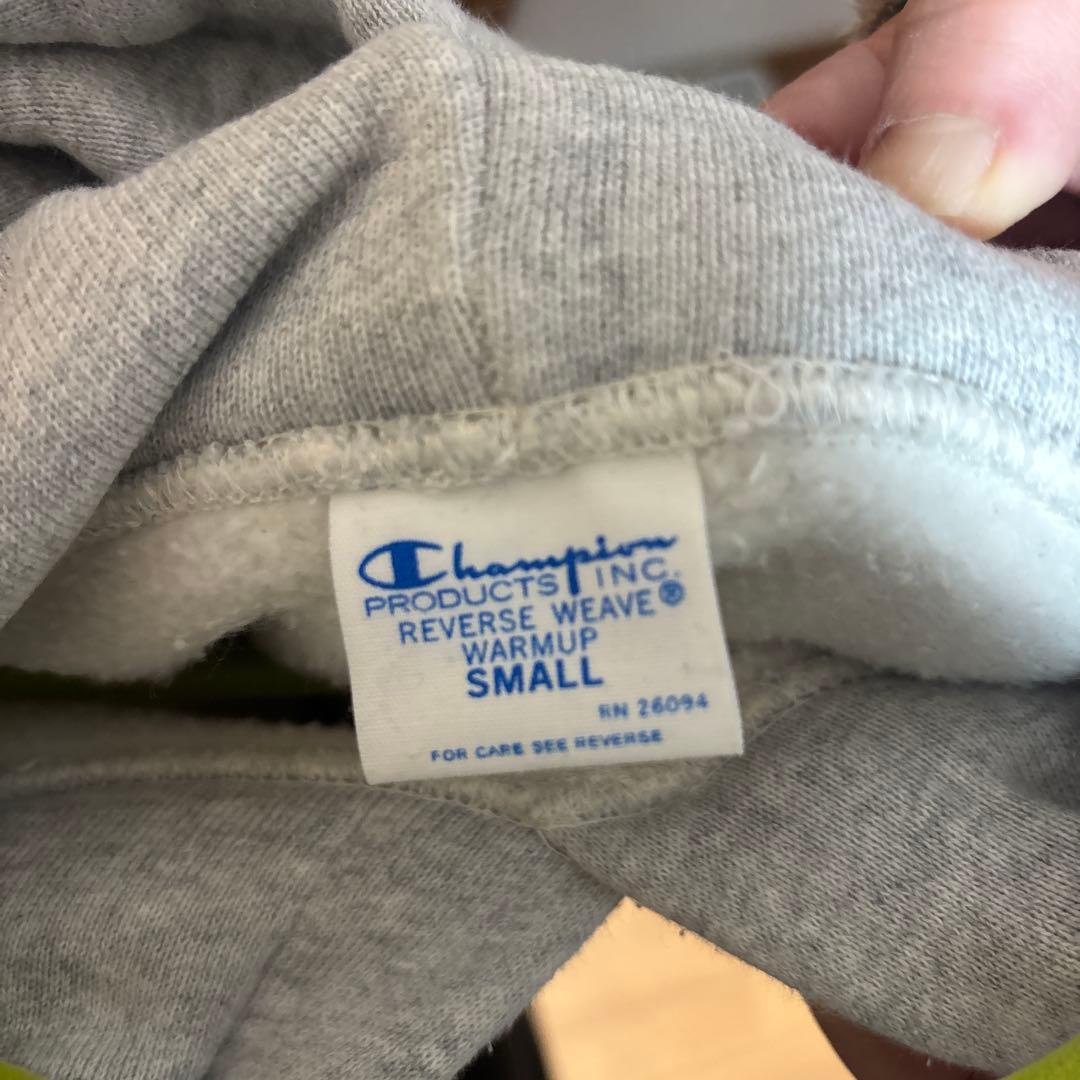 Champion
PRODUCTS INC.
REVERSE WEAVE®
WARMUP
SMALL
RN 26094
FOR CARE SEE REVERSE